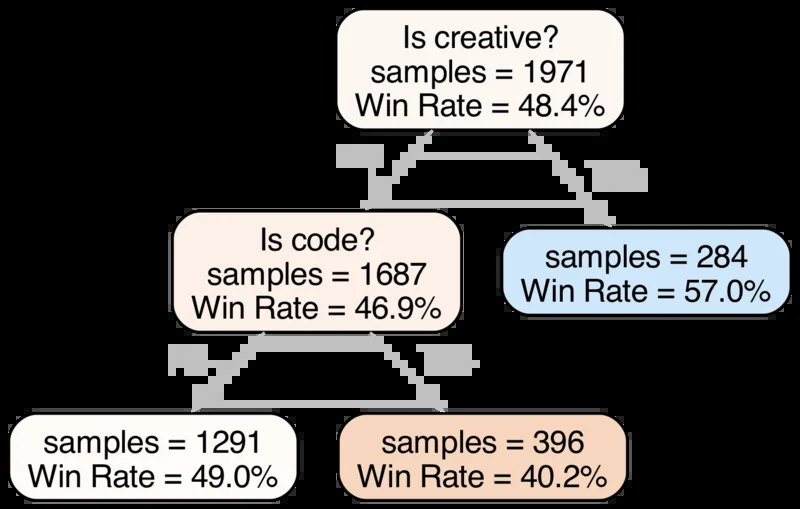 Is creative?
samples = 1971
Win Rate = 48.4%
Is code?
samples = 1687
Win Rate = 46.9%
samples = 284
Win Rate = 57.0%
samples = 1291
Win Rate = 49.0%
samples = 396
Win Rate = 40.2%